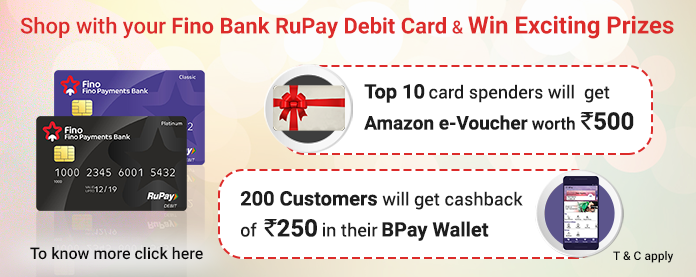 Shop with your Fino Bank RuPay Debit Card & Win Exciting Prizes
Classic
Fino
Fino Payments Bank
Platinum
Fino
Fino Payments Bank
1000 2345 6001 5432
1000
12/19
RuPay
DEBIT
Top 10 card spenders will get
Amazon e-Voucher worth ₹500
200 Customers will get cashback
of ₹250 in their BPay Wallet
To know more click here
T & C apply